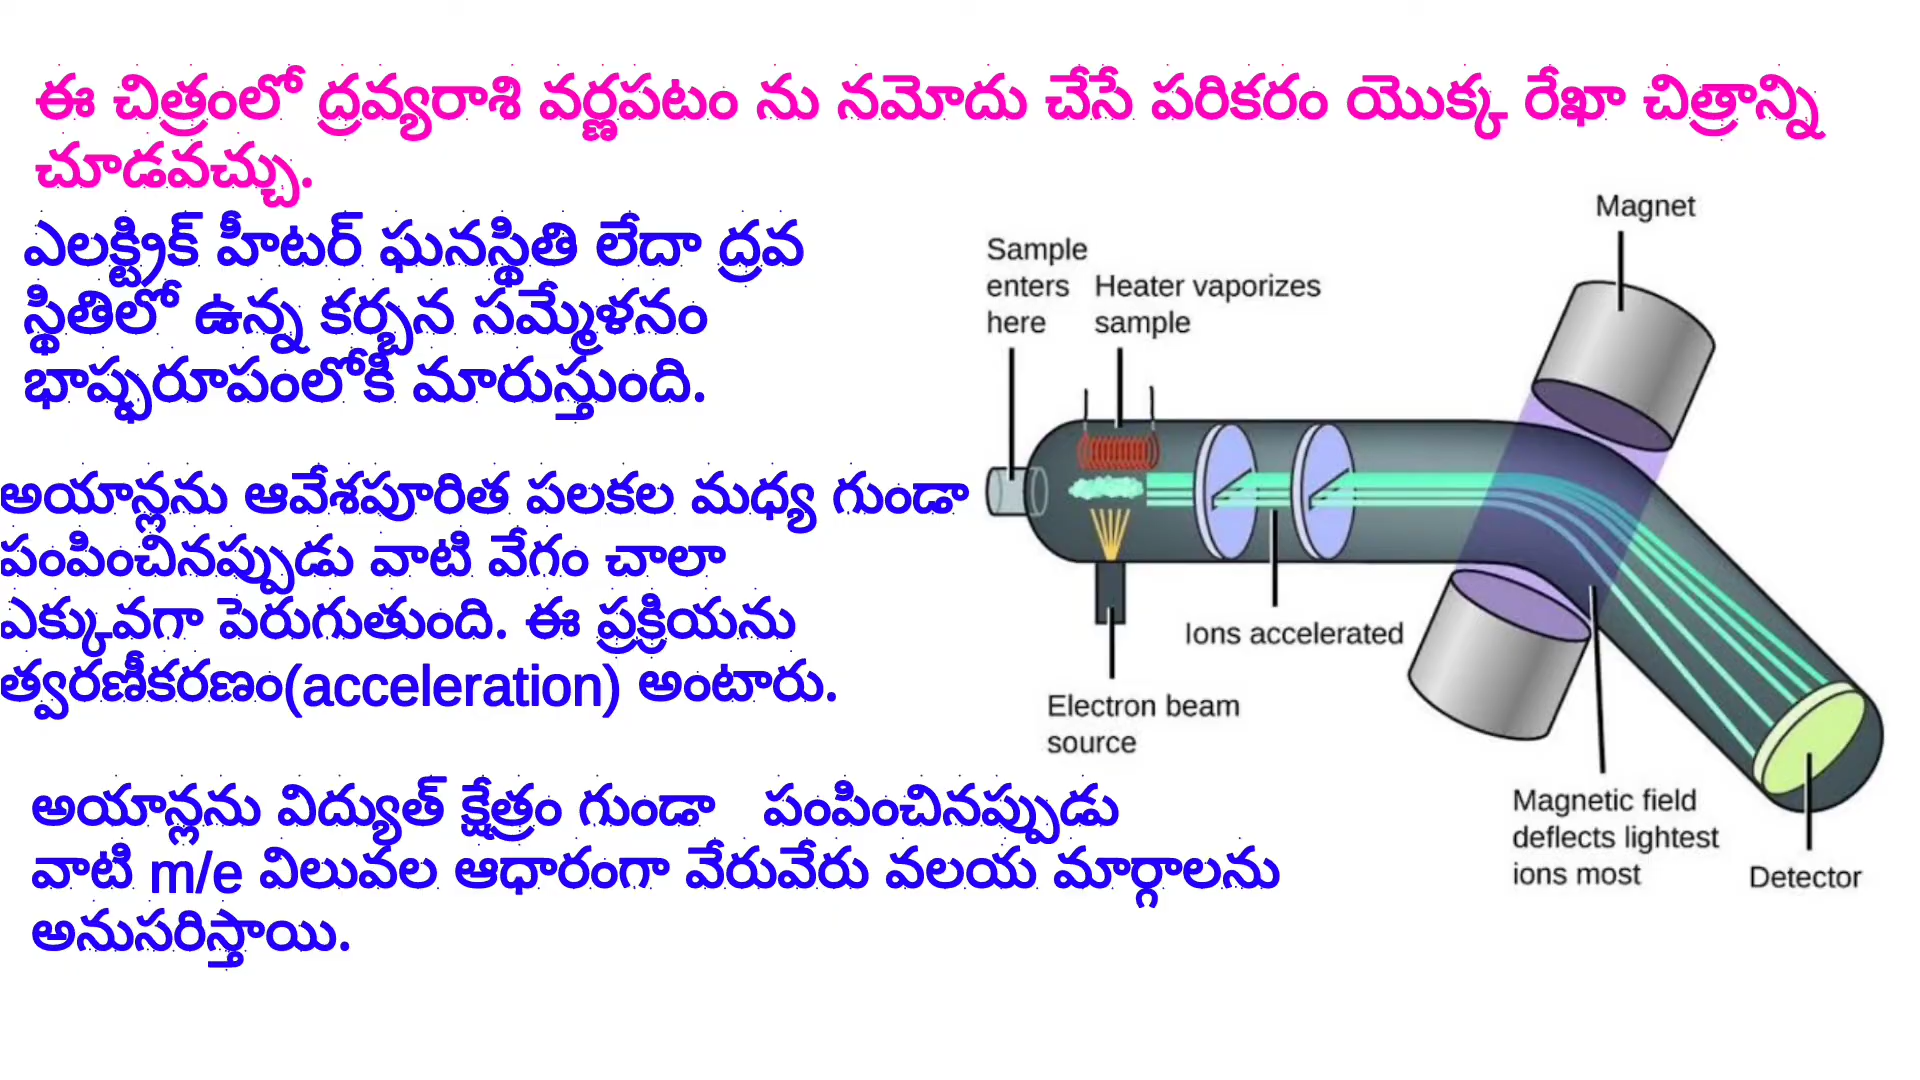 ఈ చిత్రంలో ద్రవ్యరాశి వర్ణపటం ను నమోదు చేసే పరికరం యొక్క రేఖా చిత్రాన్ని
చూడవచ్చు.
ఎలక్ట్రిక్ హీటర్ ఘనస్థితి లేదా ద్రవ
స్థితిలో ఉన్న కర్బన సమ్మేళనం
భాష్పరూపంలోకి మారుస్తుంది.
అయాన్లను ఆవేశపూరిత పలకల మధ్య గుండా
పంపించినప్పుడు వాటి వేగం చాలా
ఎక్కువగా పెరుగుతుంది. ఈ ప్రక్రియను
త్వరణీకరణం(acceleration) అంటారు.
అయాన్లను విద్యుత్ క్షేత్రం గుండా పంపించినప్పుడు
వాటి m/e విలువల ఆధారంగా వేరువేరు వలయ మార్గాలను
అనుసరిస్తాయి.
Sample
enters
here
Heater vaporizes
sample
Magnet
Ions accelerated
Electron beam
source
Magnetic field
deflects lightest
ions most
Detector